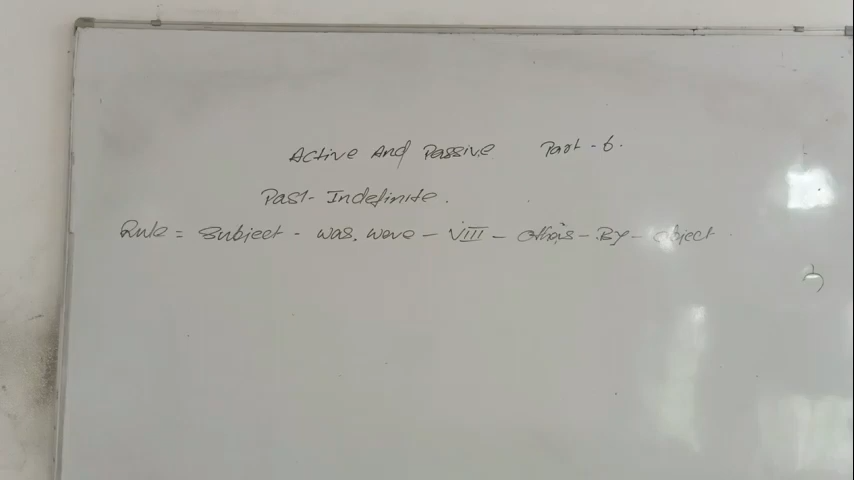 Active And Passive Part - 6.
Past - Indefinite.
Rule = Subject - was, were - VIII - Others - By - object.